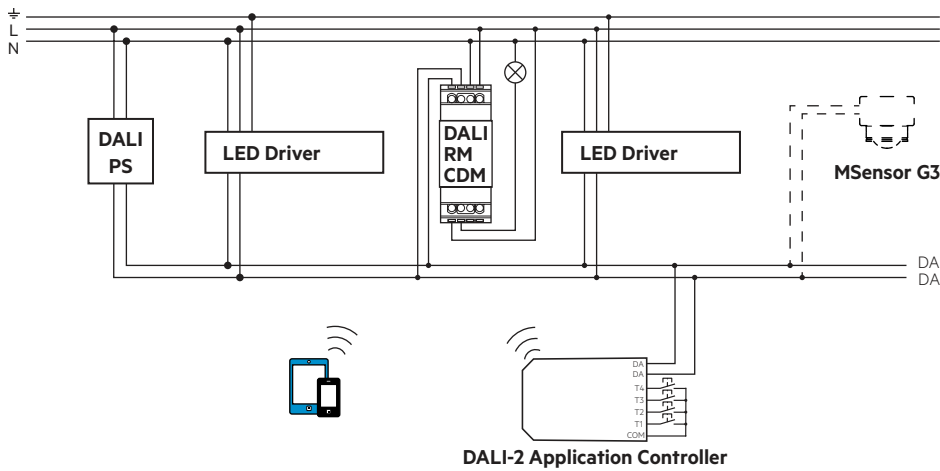 L
N
DALI
PS
LED Driver
DALI
RM
CDM
LED Driver
MSensor G3
DA
DA
DA
DA
T4
T3
T2
T1
COM
DALI-2 Application Controller